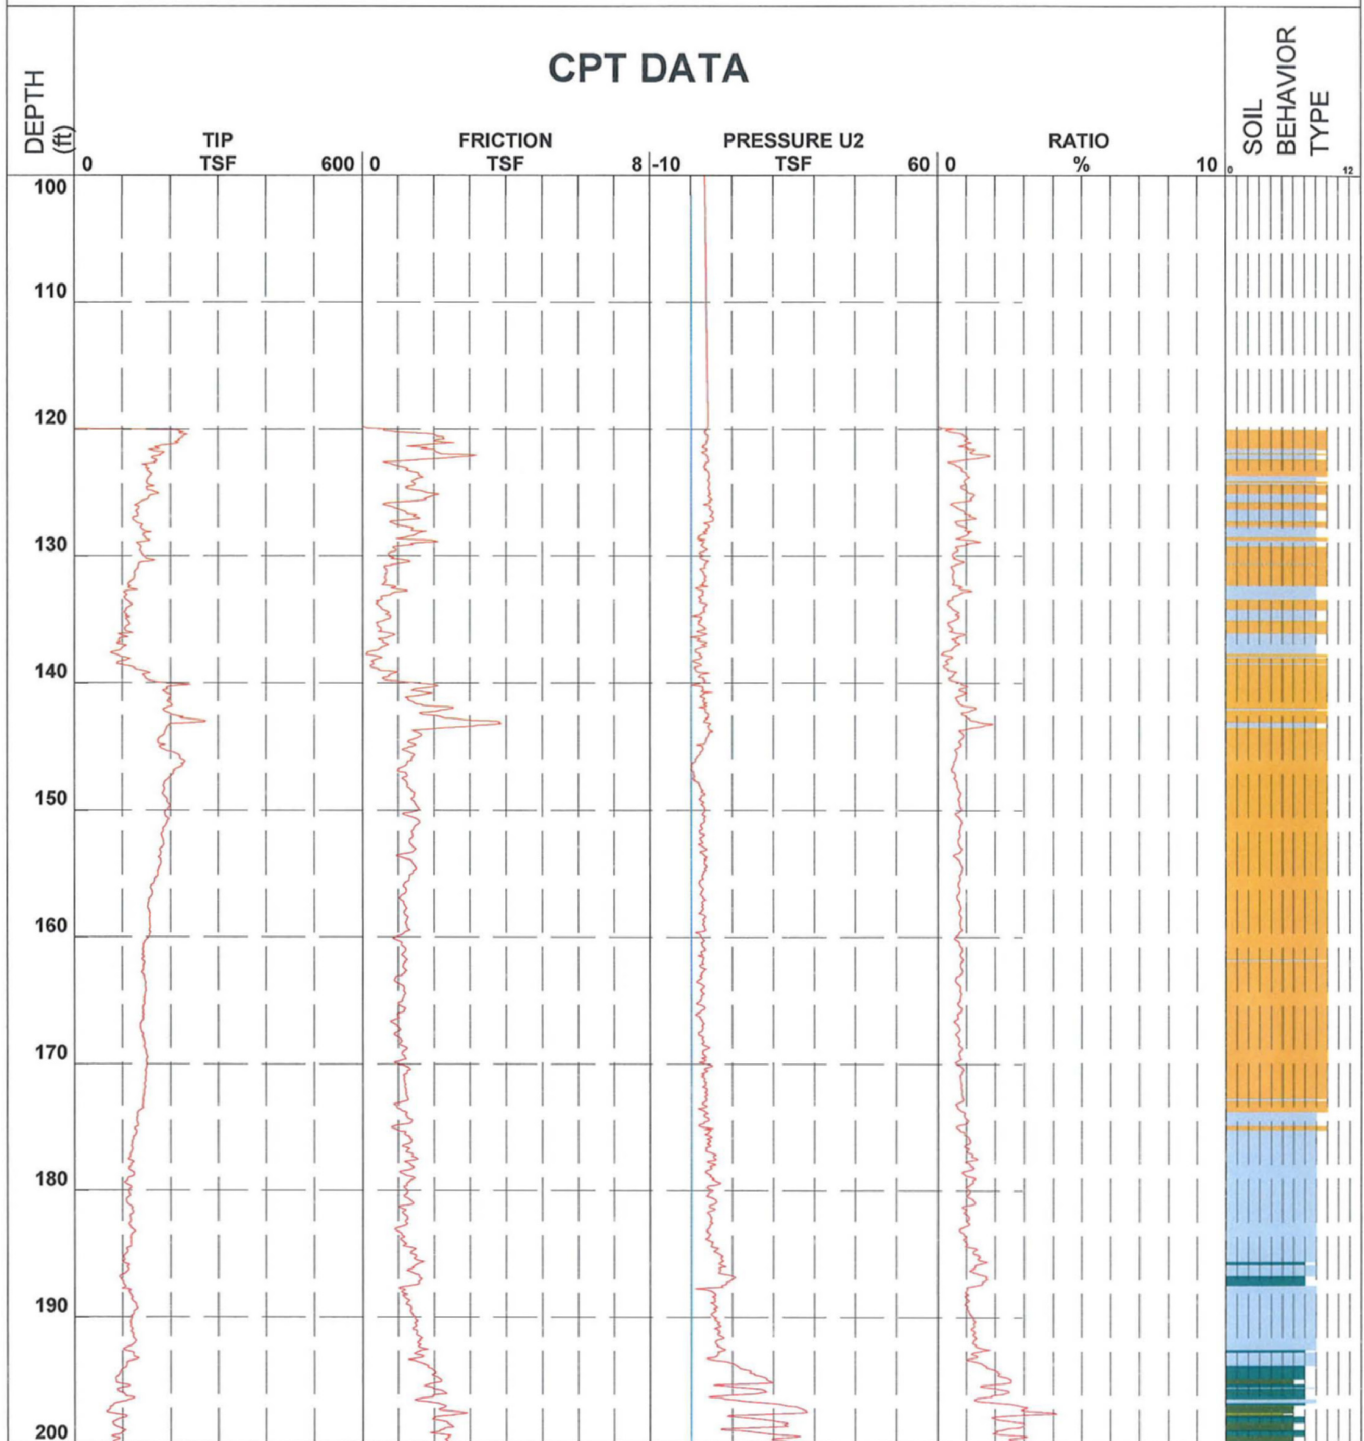 CPT DATA
DEPTH
(ft)
TIP
0 TSF 600
FRICTION
0 TSF 8
PRESSURE U2
-10 TSF 60
RATIO
0 % 10
SOIL
BEHAVIOR
TYPE
0 12
100
110
120
130
140
150
160
170
180
190
200